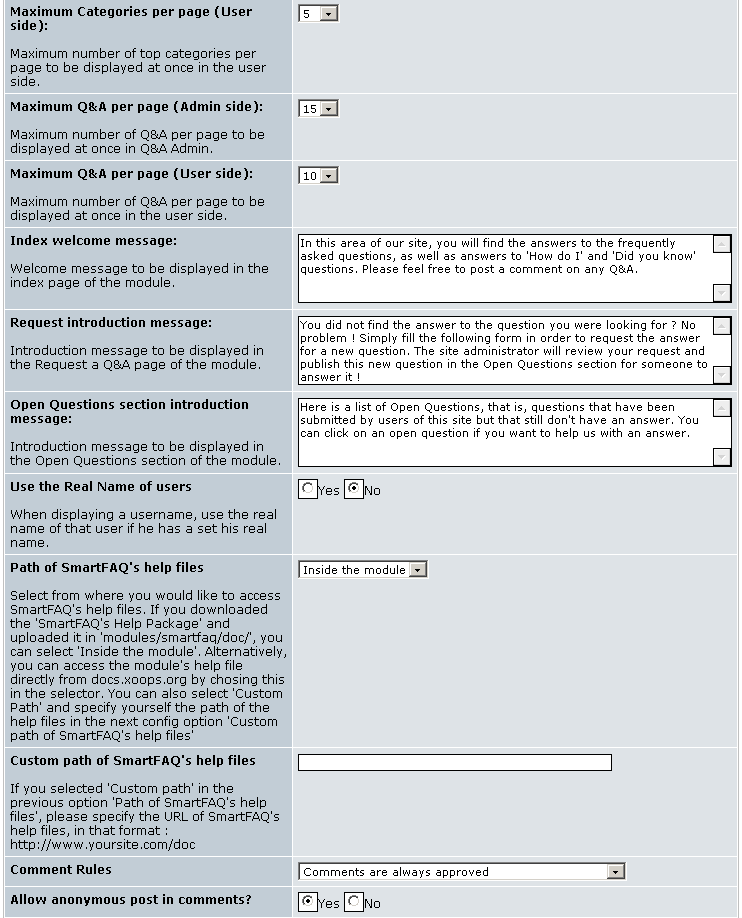 Maximum Categories per page (User
side):
5
Maximum number of top categories per
page to be displayed at once in the user
side.
Maximum Q&A per page (Admin side):
15
Maximum number of Q&A per page to be
displayed at once in Q&A Admin.
Maximum Q&A per page (User side):
10
Maximum number of Q&A per page to be
displayed at once in the user side.
Index welcome message:
Welcome message to be displayed in the
index page of the module.
In this area of our site, you will find the answers to the frequently
asked questions, as well as answers to 'How do I' and 'Did you know'
questions. Please feel free to post a comment on any Q&A.
Request introduction message:
Introduction message to be displayed in
the Request a Q&A page of the module.
You did not find the answer to the question you were looking for ? No
problem ! Simply fill the following form in order to request the answer
for a new question. The site administrator will review your request and
publish this new question in the Open Questions section for someone to
answer it !
Open Questions section introduction
message:
Introduction message to be displayed in
the Open Questions section of the module.
Here is a list of Open Questions, that is, questions that have been
submitted by users of this site but that still don't have an answer. You
can click on an open question if you want to help us with an answer.
Use the Real Name of users
When displaying a username, use the real
name of that user if he has a set his real
name.
Yes No
Path of SmartFAQ's help files
Select from where you would like to access
SmartFAQ's help files. If you downloaded
the 'SmartFAQ's Help Package' and
uploaded it in 'modules/smartfaq/doc/', you
can select 'Inside the module'. Alternatively,
you can access the module's help file
directly from docs.xoops.org by chosing this
in the selector. You can also select 'Custom
Path' and specify yourself the path of the
help files in the next config option 'Custom
path of SmartFAQ's help files'
Inside the module
Custom path of SmartFAQ's help files
If you selected 'Custom path' in the
previous option 'Path of SmartFAQ's help
files', please specify the URL of SmartFAQ's
help files, in that format :
http://www.yoursite.com/doc
Comment Rules
Comments are always approved
Allow anonymous post in comments?
Yes No